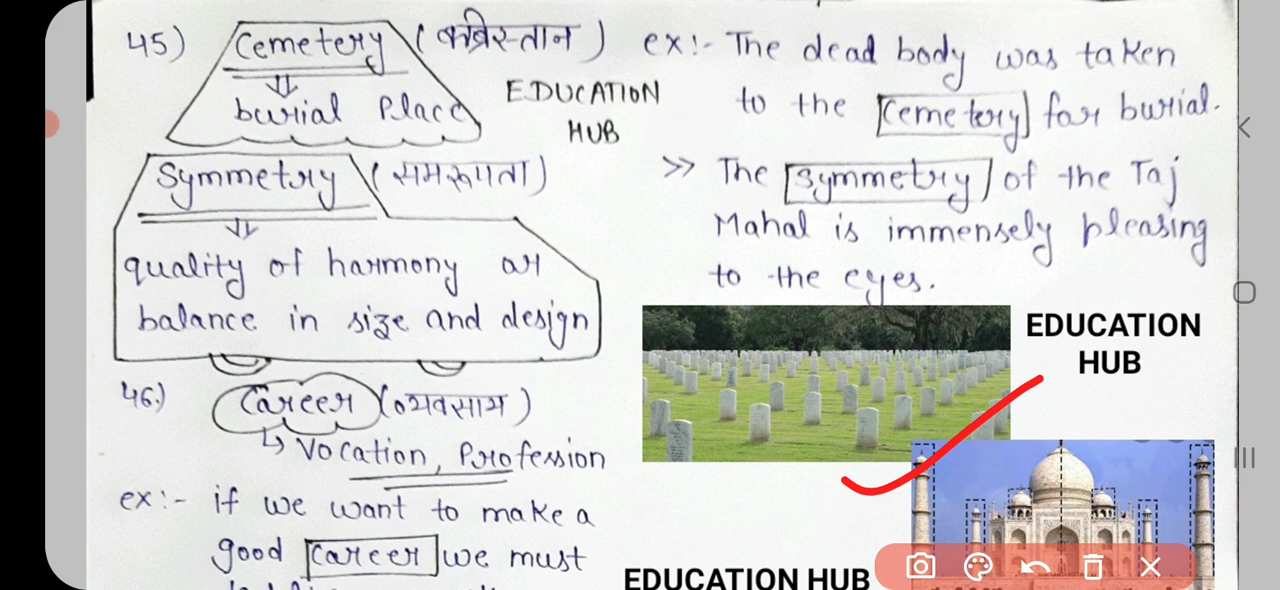 45) Cemetery (कब्रिस्तान)
burial Place
EDUCATION
HUB
ex:- The dead body was taken
to the cemetery for burial.
Symmetry (समरूपता)
quality of harmony or
balance in size and design
>> The symmetry of the Taj
Mahal is immensely pleasing
to the eyes.
EDUCATION
HUB
46.) Career (व्यवसाय)
↳ Vocation, Profession
ex:- if we want to make a
good career we must
EDUCATION HUB